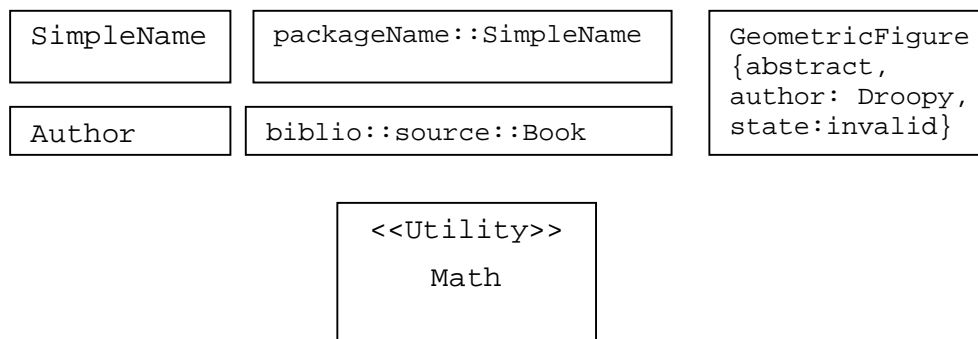 SimpleName
packageName::SimpleName
GeometricFigure
{abstract,
author: Droopy,
state:invalid}
Author
biblio::source::Book
<<Utility>>
Math